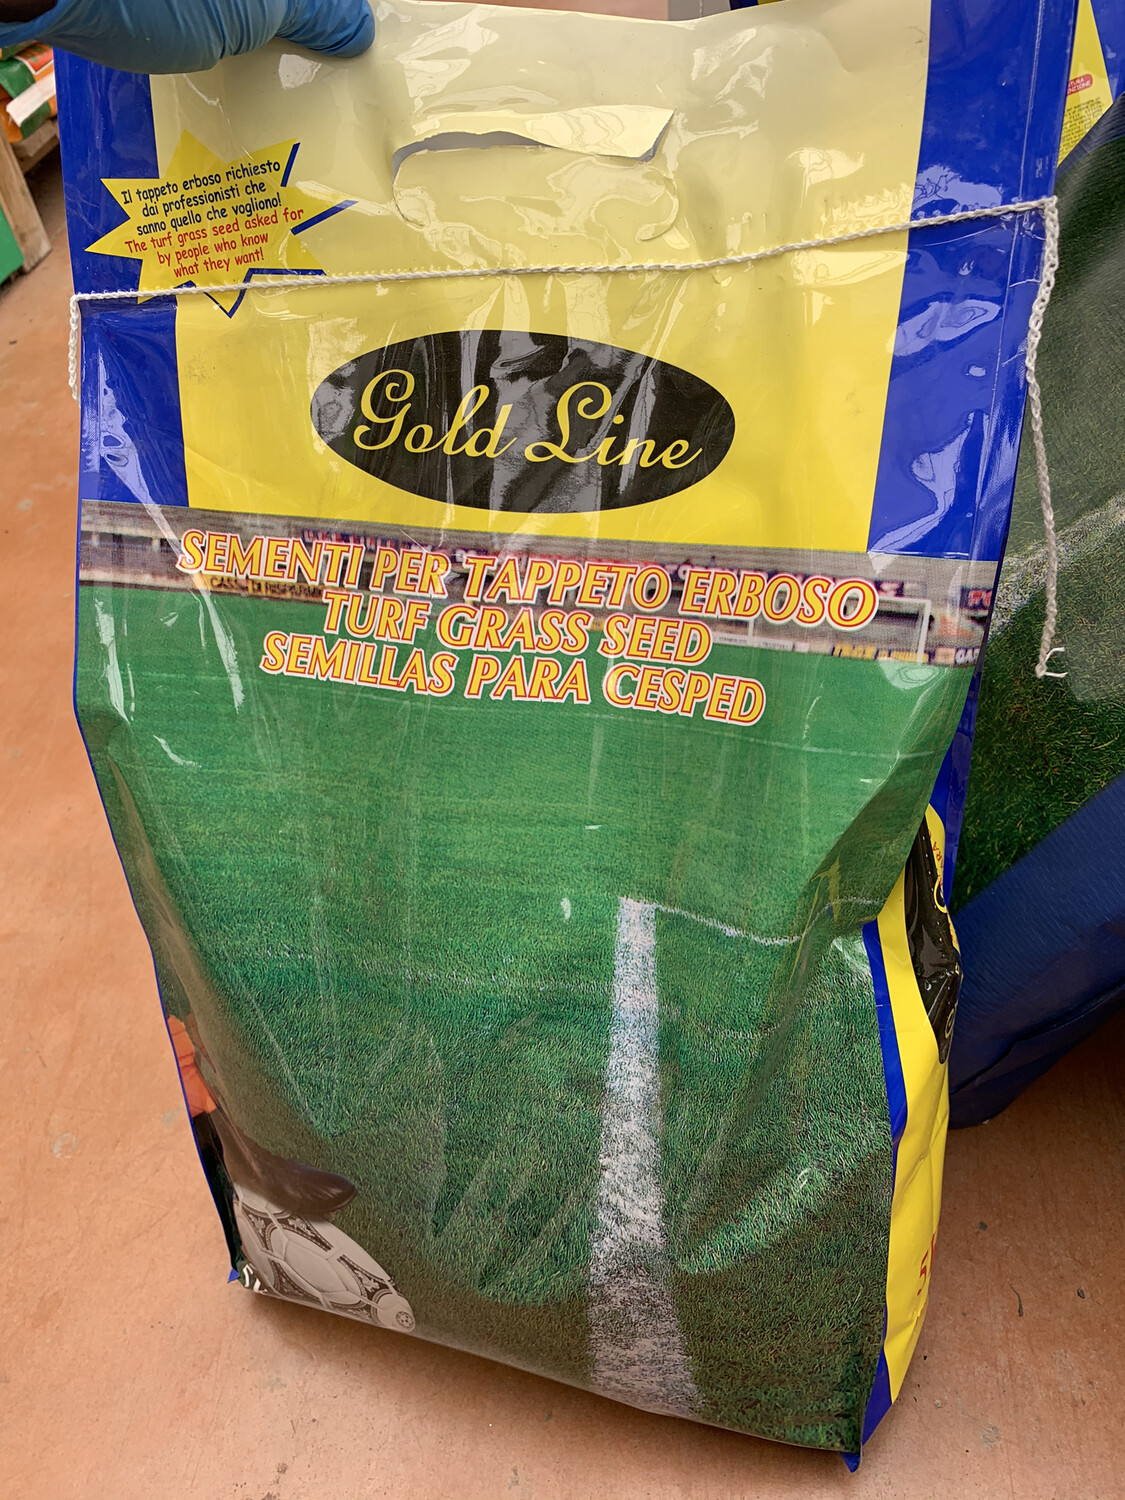 Il tappeto erboso richiesto
dai professionisti che
sanno quello che vogliono!
The turf grass seed asked for
by people who know
what they want!
Gold Line
SEMENTI PER TAPPETO ERBOSO
TURF GRASS SEED
SEMILLAS PARA CESPED